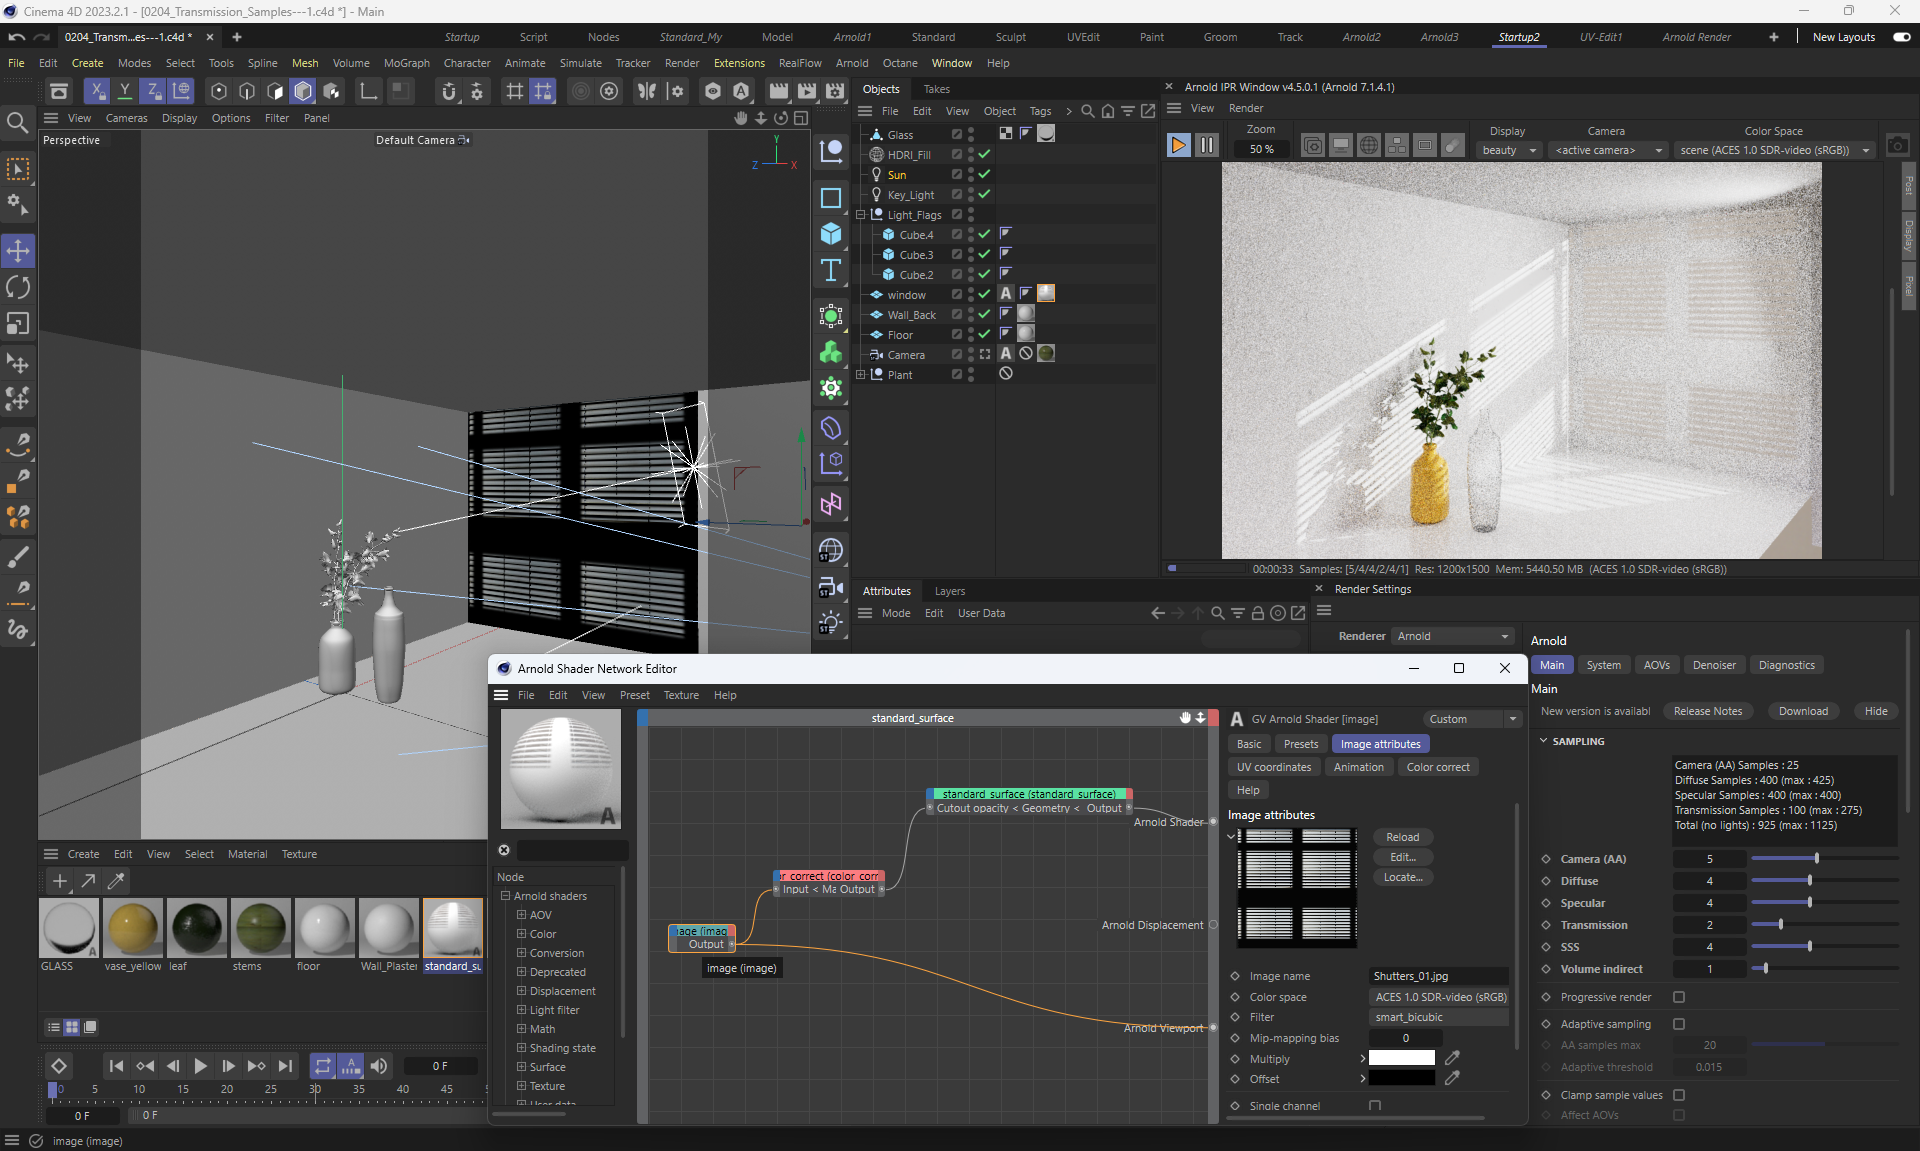 Cinema 4D 2023.2.1 - [0204_Transmission_Samples---1.c4d *] - Main
0204_Transm...es---1.c4d *
Startup
Script
Nodes
Standard_My
Model
Arnold1
Standard
Sculpt
UVEdit
Paint
Groom
Track
Arnold2
Arnold3
Startup2
UV-Edit1
Arnold Render
New Layouts
File Edit Create Modes Select Tools Spline Mesh Volume MoGraph Character Animate Simulate Tracker Render Extensions RealFlow Arnold Octane Window Help
X Y Z
View Cameras Display Options Filter Panel
Perspective
Default Camera
Y
Z X
Objects Takes
File Edit View Object Tags
Glass
HDRI_Fill
Sun
Key_Light
Light_Flags
Cube.4
Cube.3
Cube.2
window
Wall_Back
Floor
Camera
Plant
ST
ST
ST
Arnold IPR Window v4.5.0.1 (Arnold 7.1.4.1)
View Render
Zoom
50 %
Display
beauty
Camera
<active camera>
Color Space
scene (ACES 1.0 SDR-video (sRGB))
Post
Display
Pixel
00:00:33 Samples: [5/4/4/2/4/1] Res: 1200x1500 Mem: 5440.50 MB (ACES 1.0 SDR-video (sRGB))
Attributes Layers
Mode Edit User Data
Render Settings
Renderer Arnold
Arnold
Main System AOVs Denoiser Diagnostics
Main
New version is availabl Release Notes Download Hide
SAMPLING
Camera (AA) Samples : 25
Diffuse Samples : 400 (max : 425)
Specular Samples : 400 (max : 400)
Transmission Samples : 100 (max : 275)
Total (no lights) : 925 (max : 1125)
Camera (AA) 5
Diffuse 4
Specular 4
Transmission 2
SSS 4
Volume indirect 1
Progressive render
Adaptive sampling
AA samples max 20
Adaptive threshold 0.015
Clamp sample values
Affect AOVs
Arnold Shader Network Editor
File Edit View Preset Texture Help
A
Node
Arnold shaders
AOV
Color
Conversion
Deprecated
Displacement
Light filter
Math
Shading state
Surface
Texture
User data
standard_surface
standard_surface (standard_surface)
Cutout opacity < Geometry < Output
Arnold Shader
r_correct (color_corr
Input < Ma Output
Arnold Displacement
age (imag
Output
image (image)
Arnold Viewport
GV Arnold Shader [image]
Custom
Basic Presets Image attributes
UV coordinates Animation Color correct
Help
Image attributes
Reload
Edit...
Locate...
Image name Shutters_01.jpg
Color space ACES 1.0 SDR-video (sRGB)
Filter smart_bicubic
Mip-mapping bias 0
Multiply
Offset
Single channel
Create Edit View Select Material Texture
GLASS
vase_yellow
leaf
stems
floor
Wall_Plaster
standard_su
0 F
0 5 10 15 20 25 30 35 40 45
0 F 0 F
image (image)